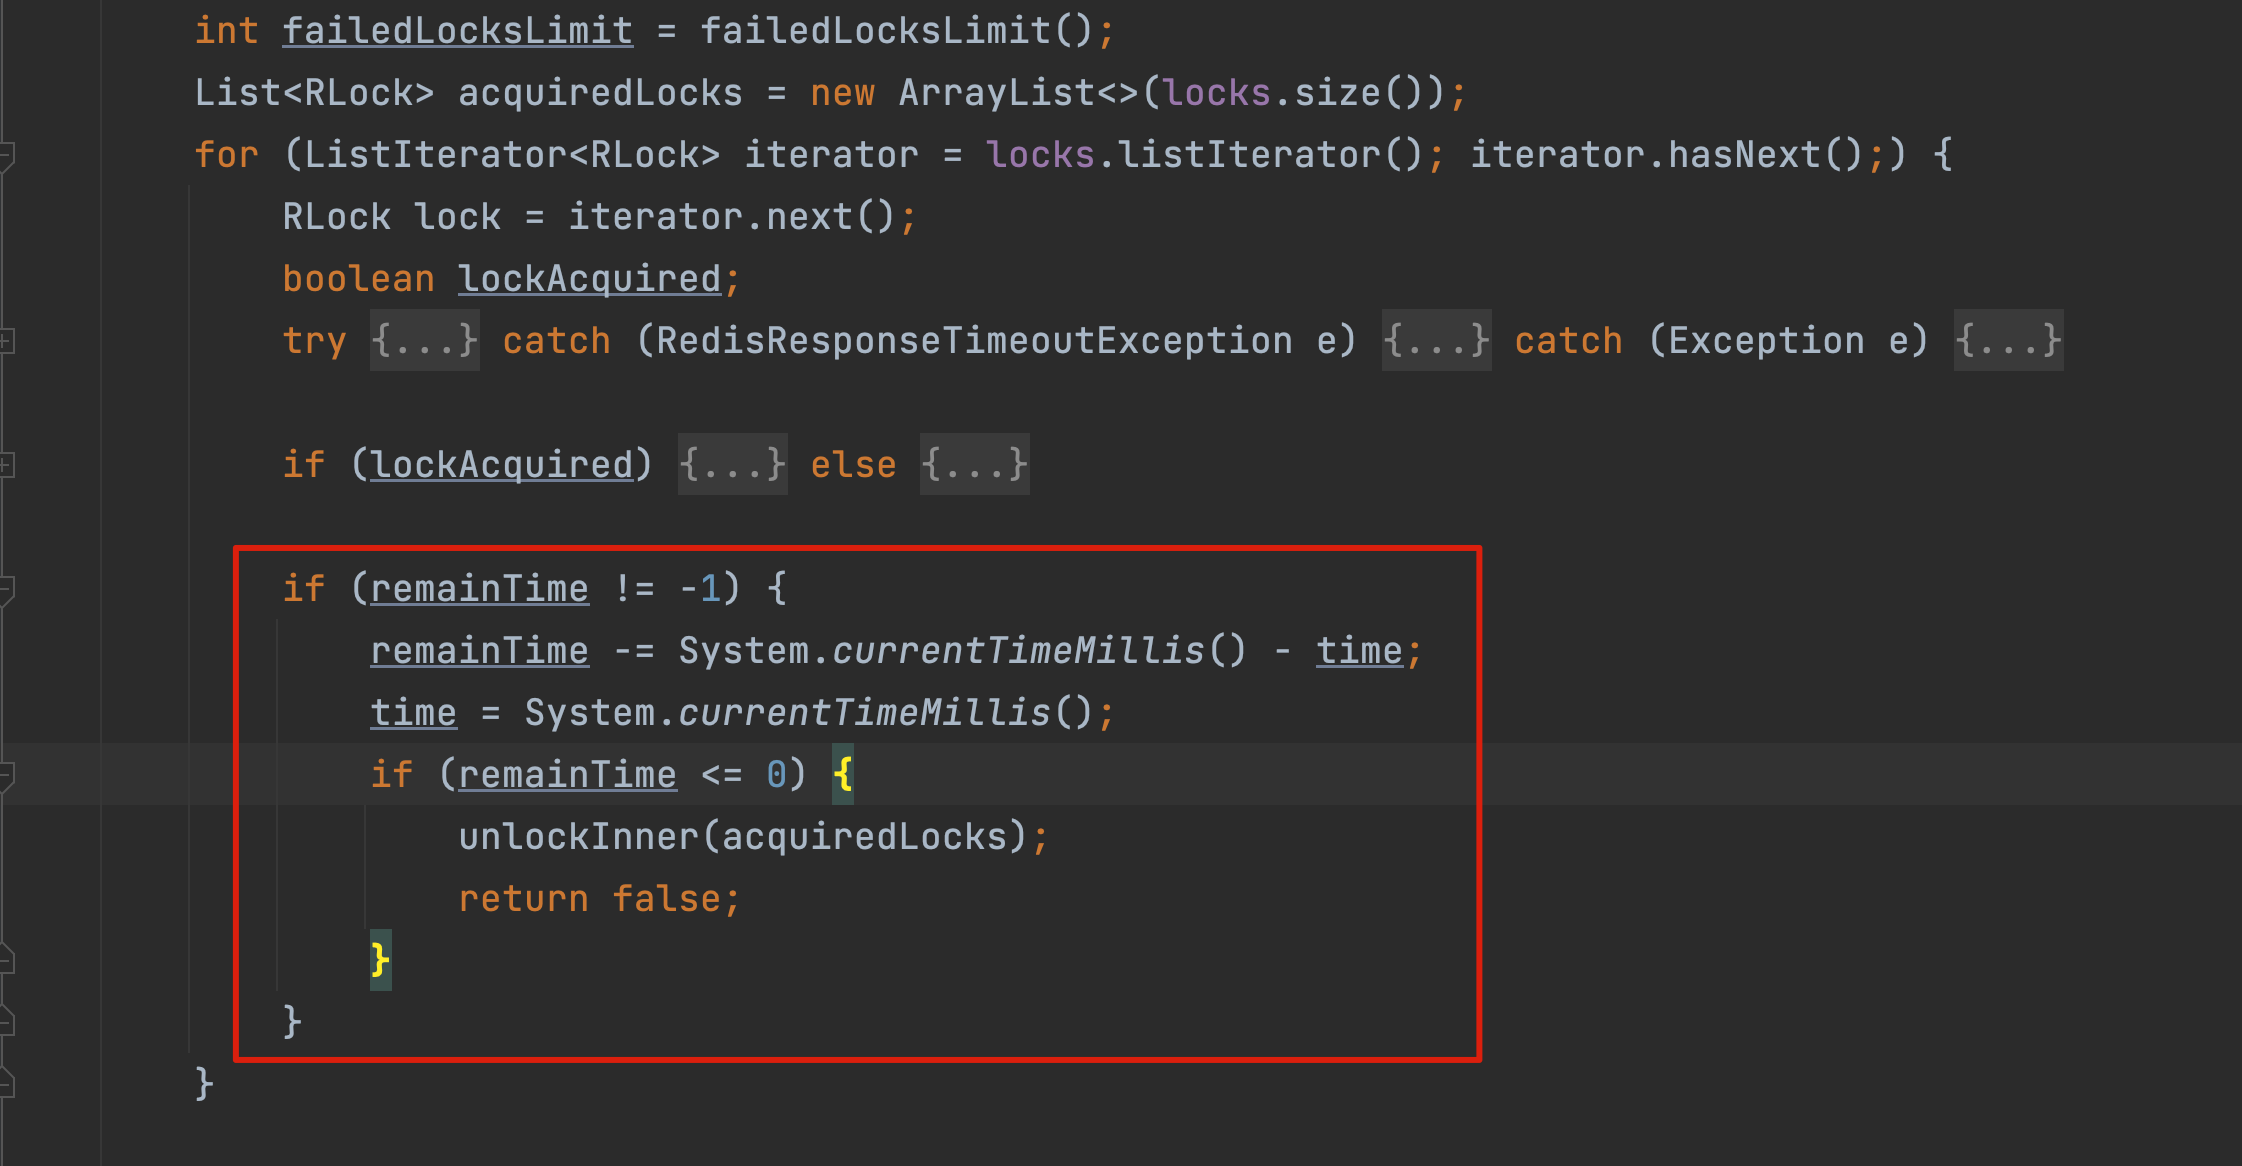 int failedLocksLimit = failedLocksLimit();
List<RLock> acquiredLocks = new ArrayList<>(locks.size());
for (ListIterator<RLock> iterator = locks.listIterator(); iterator.hasNext();) {
RLock lock = iterator.next();
boolean lockAcquired;
try {...} catch (RedisResponseTimeoutException e) {...} catch (Exception e) {...}
if (lockAcquired) {...} else {...}
if (remainTime != -1) {
remainTime -= System.currentTimeMillis() - time;
time = System.currentTimeMillis();
if (remainTime <= 0) {
unlockInner(acquiredLocks);
return false;
}
}
}